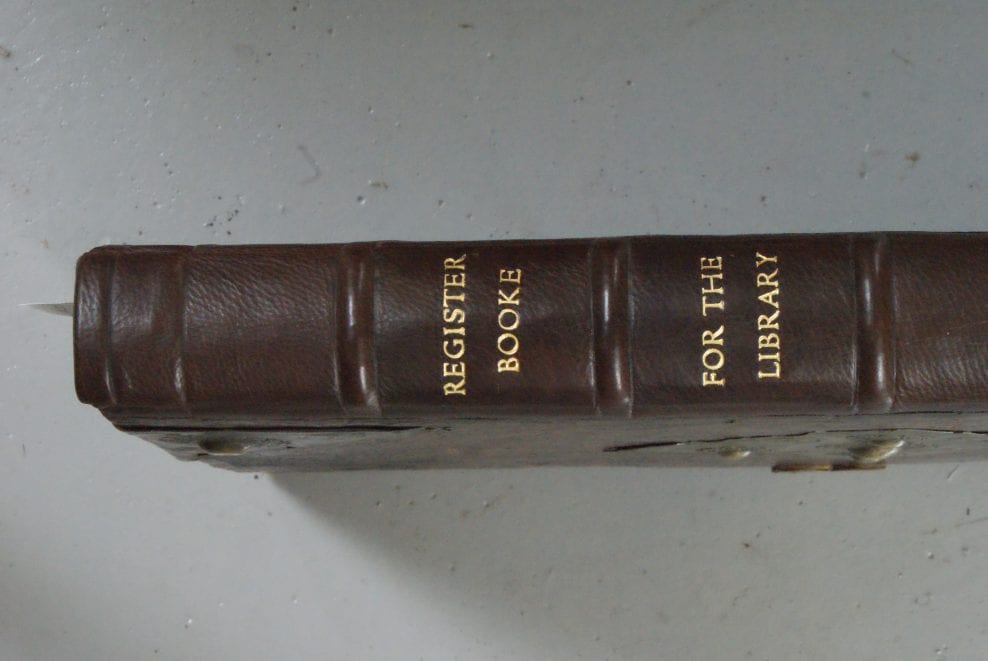 REGISTER
BOOKE
FOR THE
LIBRARY